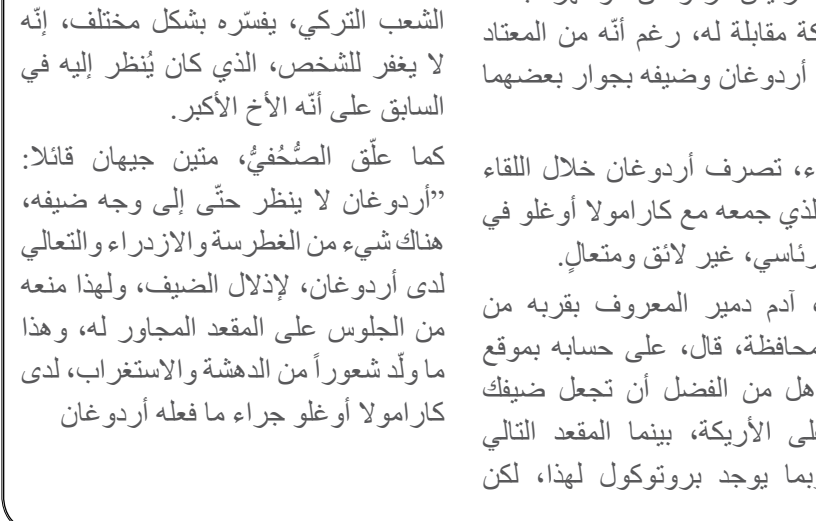 مقابلة له، رغم أنّه من المعتاد
أردوغان وضيفه بجوار بعضهما
ء، تصرف أردوغان خلال اللقاء
لذي جمعه مع كارامولا أوغلو في
رئاسي، غير لائق ومتعالٍ.
، آدم دمير المعروف بقربه من
محافظة، قال، على حسابه بموقع
هل من الفضل أن تجعل ضيفك
لى الأريكة، بينما المقعد التالي
بما يوجد بروتوكول لهذا، لكن
الشعب التركي، يفسّره بشكل مختلف، إنّه
لا يغفر للشخص، الذي كان يُنظر إليه في
السابق على أنّه الأخ الأكبر.
كما علّق الصُّحُفيُّ، متين جيهان قائلا:
”أردوغان لا ينظر حتّى إلى وجه ضيفه،
هناك شيء من الغطرسة والازدراء والتعالي
لدى أردوغان، لإذلال الضيف، ولهذا منعه
من الجلوس على المقعد المجاور له، وهذا
ما ولّد شعوراً من الدهشة والاستغراب، لدى
كارامولا أوغلو جراء ما فعله أردوغان